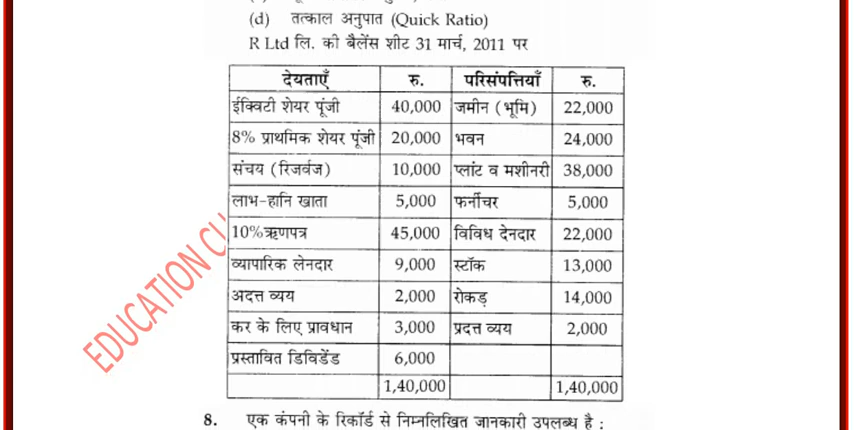 (d) तत्काल अनुपात (Quick Ratio)
R Ltd लि. की बैलेंस शीट 31 मार्च, 2011 पर
देयताएँ रु. परिसंपत्तियाँ रु.
ईक्विटी शेयर पूंजी 40,000 जमीन (भूमि) 22,000
8% प्राथमिक शेयर पूंजी 20,000 भवन 24,000
संचय (रिजर्वज) 10,000 प्लांट व मशीनरी 38,000
लाभ-हानि खाता 5,000 फर्नीचर 5,000
10%ऋणपत्र 45,000 विविध देनदार 22,000
व्यापारिक लेनदार 9,000 स्टॉक 13,000
अदत्त व्यय 2,000 रोकड़ 14,000
कर के लिए प्रावधान 3,000 प्रदत्त व्यय 2,000
प्रस्तावित डिविडेंड 6,000
1,40,000 1,40,000
8. एक कंपनी के रिकॉर्ड से निम्नलिखित जानकारी उपलब्ध है :
EDUCATION